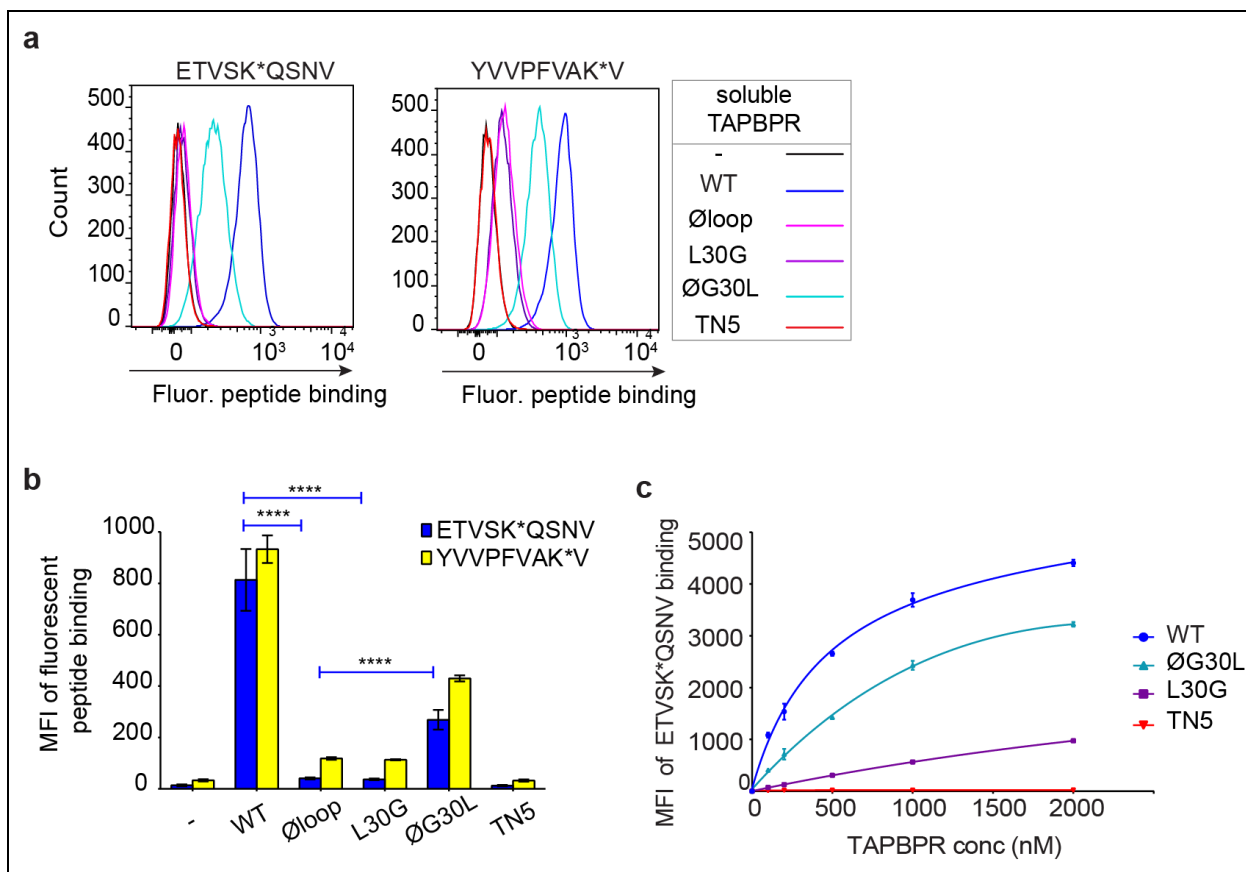 a
ETVSK*QSNV
YVVPFVAK*V
500
400
300
200
100
0
Count
0
10³
10⁴
4
Fluor. peptide binding
500
400
300
200
100
0
0
10³
10⁴
4
Fluor. peptide binding
soluble
TAPBPR
-
WT
Øloop
L30G
ØG30L
TN5
b
****
****
****
ETVSK*QSNV
YVVPFVAK*V
1000
800
600
400
200
0
MFI of fluorescent
peptide binding
-
WT
Øloop
L30G
ØG30L
TN5
c
5000
4000
3000
2000
1000
0
MFI of ETVSK*QSNV binding
0
500
1000
1500
2000
TAPBPR conc (nM)
WT
ØG30L
L30G
TN5